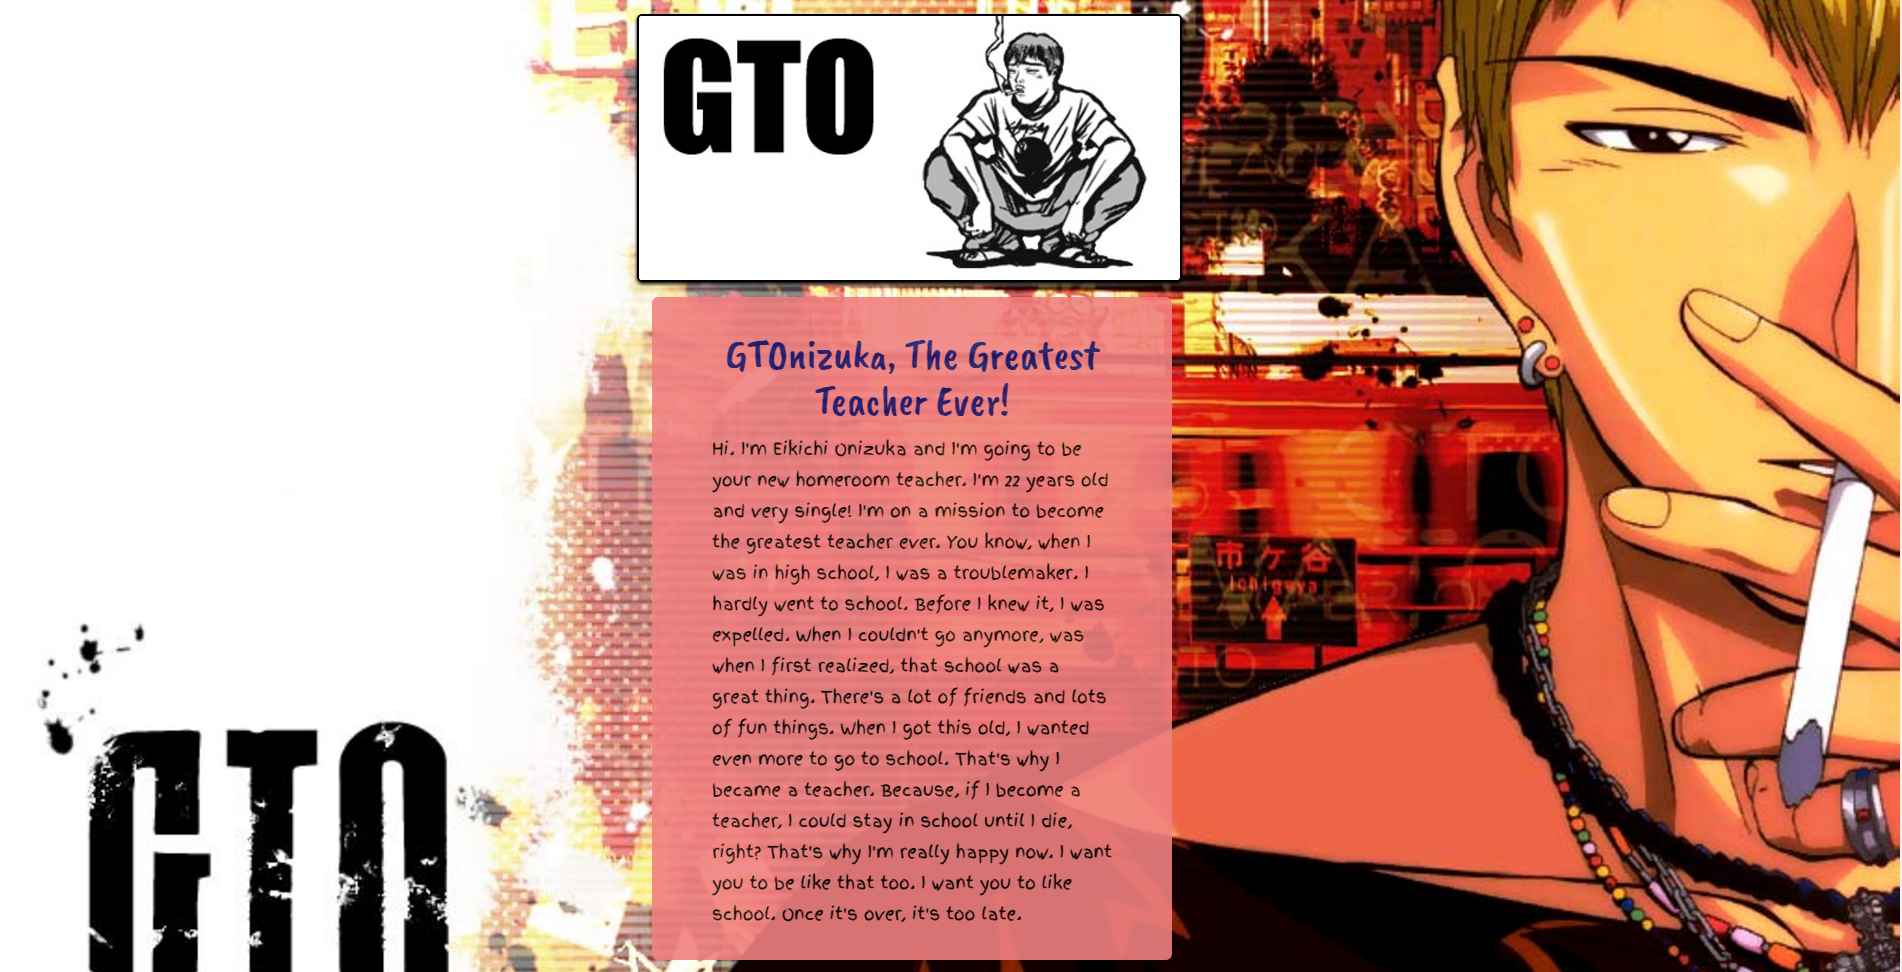 GTO
GTOnizuka, The Greatest
Teacher Ever!
Hi. I'm Eikichi Onizuka and I'm going to be
your new homeroom teacher. I'm 22 years old
and very single! I'm on a mission to become
the greatest teacher ever. You know, when I
was in high school, I was a troublemaker. I
hardly went to school. Before I knew it, I was
expelled. When I couldn't go anymore, was
when I first realized, that school was a
great thing. There's a lot of friends and lots
of fun things. When I got this old, I wanted
even more to go to school. That's why I
became a teacher. Because, if I become a
teacher, I could stay in school until I die,
right? That's why I'm really happy now. I want
you to be like that too. I want you to like
school. Once it's over, it's too late.
市ヶ谷
Ichigaya
GTO
GTO